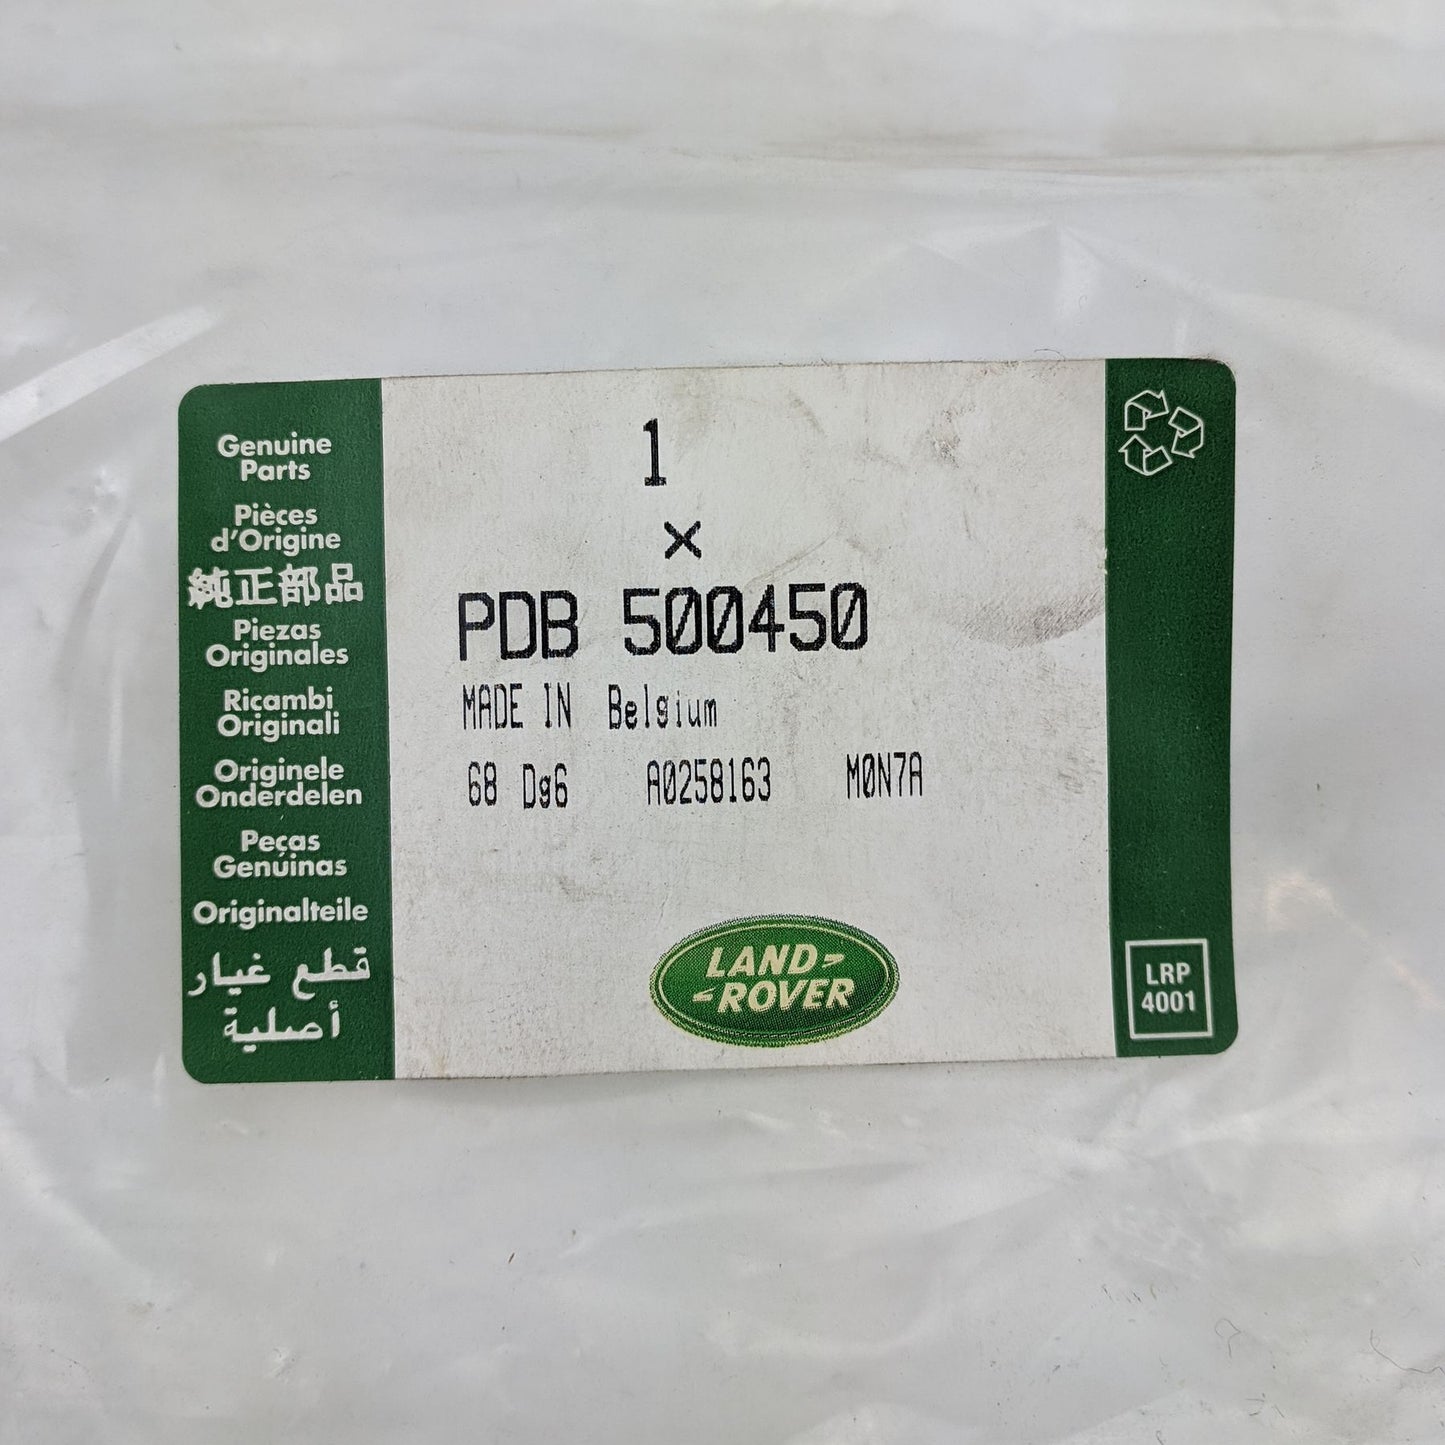 Genuine
Parts
Pièces
d'Origine
純正部品
Piezas
Originales
Ricambi
Originali
Originele
Onderdelen
Peças
Genúinas
Originalteile
قطع غيار
أصلية
1
×
PDB 500450
MADE IN Belgium
68 Dg6 A0258163 M0N7A
LAND
ROVER
LRP
4001